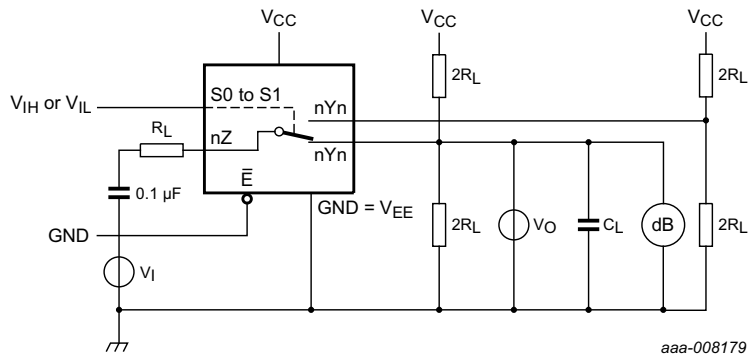 VCC VCC VCC
2RL 2RL
VIH or VIL S0 to S1
nYn
RL nZ
nYn
E̅
0.1 µF
GND = VEE
GND
2RL VO CL dB 2RL
VI
aaa-008179